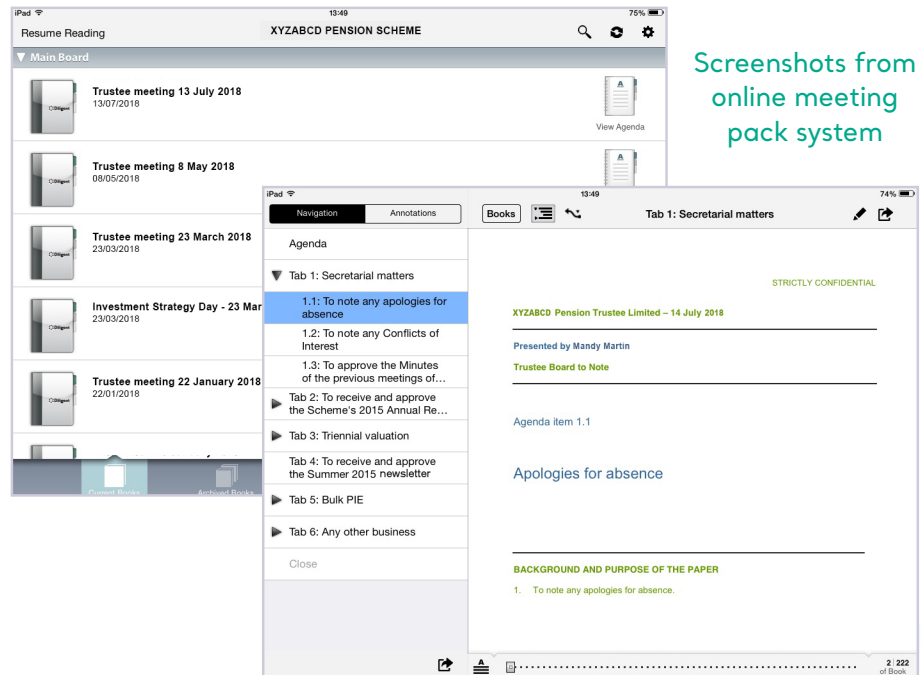 iPad 13:49 75%
Resume Reading XYZABCD PENSION SCHEME
Main Board
Trustee meeting 13 July 2018
13/07/2018
View Agenda
Trustee meeting 8 May 2018
08/05/2018
Trustee meeting 23 March 2018
23/03/2018
Investment Strategy Day - 23 Mar
23/03/2018
Trustee meeting 22 January 2018
22/01/2018
Current Books
Archived Books
Screenshots from
online meeting
pack system
iPad 13:49 74%
Navigation Annotations
Agenda
Tab 1: Secretarial matters
1.1: To note any apologies for
absence
1.2: To note any Conflicts of
Interest
1.3: To approve the Minutes
of the previous meetings of...
Tab 2: To receive and approve
the Scheme's 2015 Annual Re...
Tab 3: Triennial valuation
Tab 4: To receive and approve
the Summer 2015 newsletter
Tab 5: Bulk PIE
Tab 6: Any other business
Close
Books Tab 1: Secretarial matters
STRICTLY CONFIDENTIAL
XYZABCD Pension Trustee Limited – 14 July 2018
Presented by Mandy Martin
Trustee Board to Note
Agenda item 1.1
Apologies for absence
BACKGROUND AND PURPOSE OF THE PAPER
1. To note any apologies for absence.
2 | 222
of Book